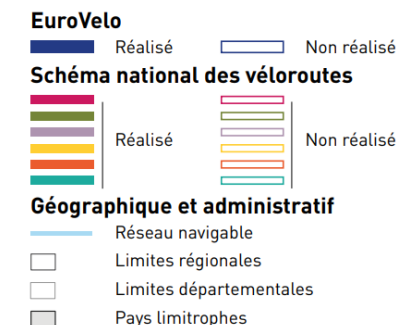 EuroVelo
Réalisé Non réalisé
Schéma national des véloroutes
Réalisé Non réalisé
Géographique et administratif
Réseau navigable
Limites régionales
Limites départementales
Pays limitrophes